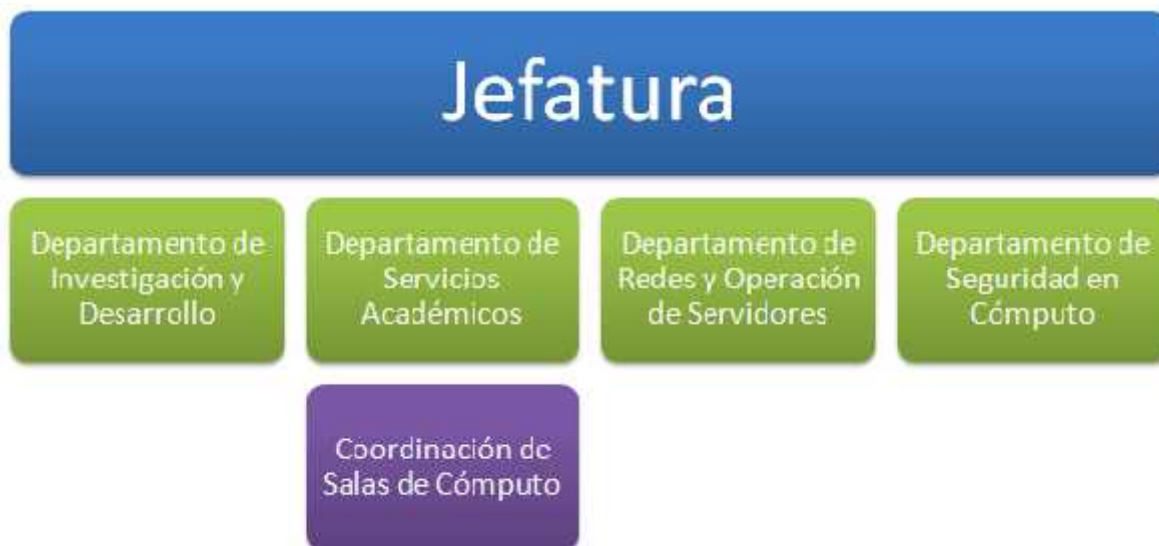 Jefatura
Departamento de
Investigación y
Desarrollo
Departamento de
Servicios
Académicos
Departamento de
Redes y Operación
de Servidores
Departamento de
Seguridad en
Cómputo
Coordinación de
Salas de Cómputo